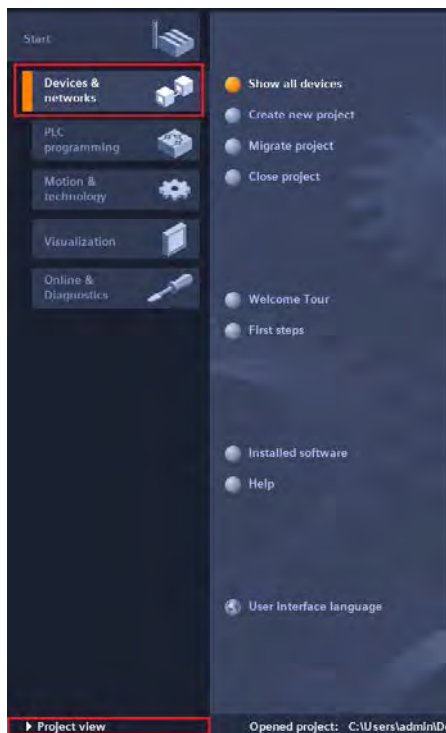 Start
Devices &
networks
PLC
programming
Motion &
technology
Visualization
Online &
Diagnostics
Show all devices
Create new project
Migrate project
Close project
Welcome Tour
First steps
Installed software
Help
User interface language
Project view
Opened project: C:\Users\admin\Do